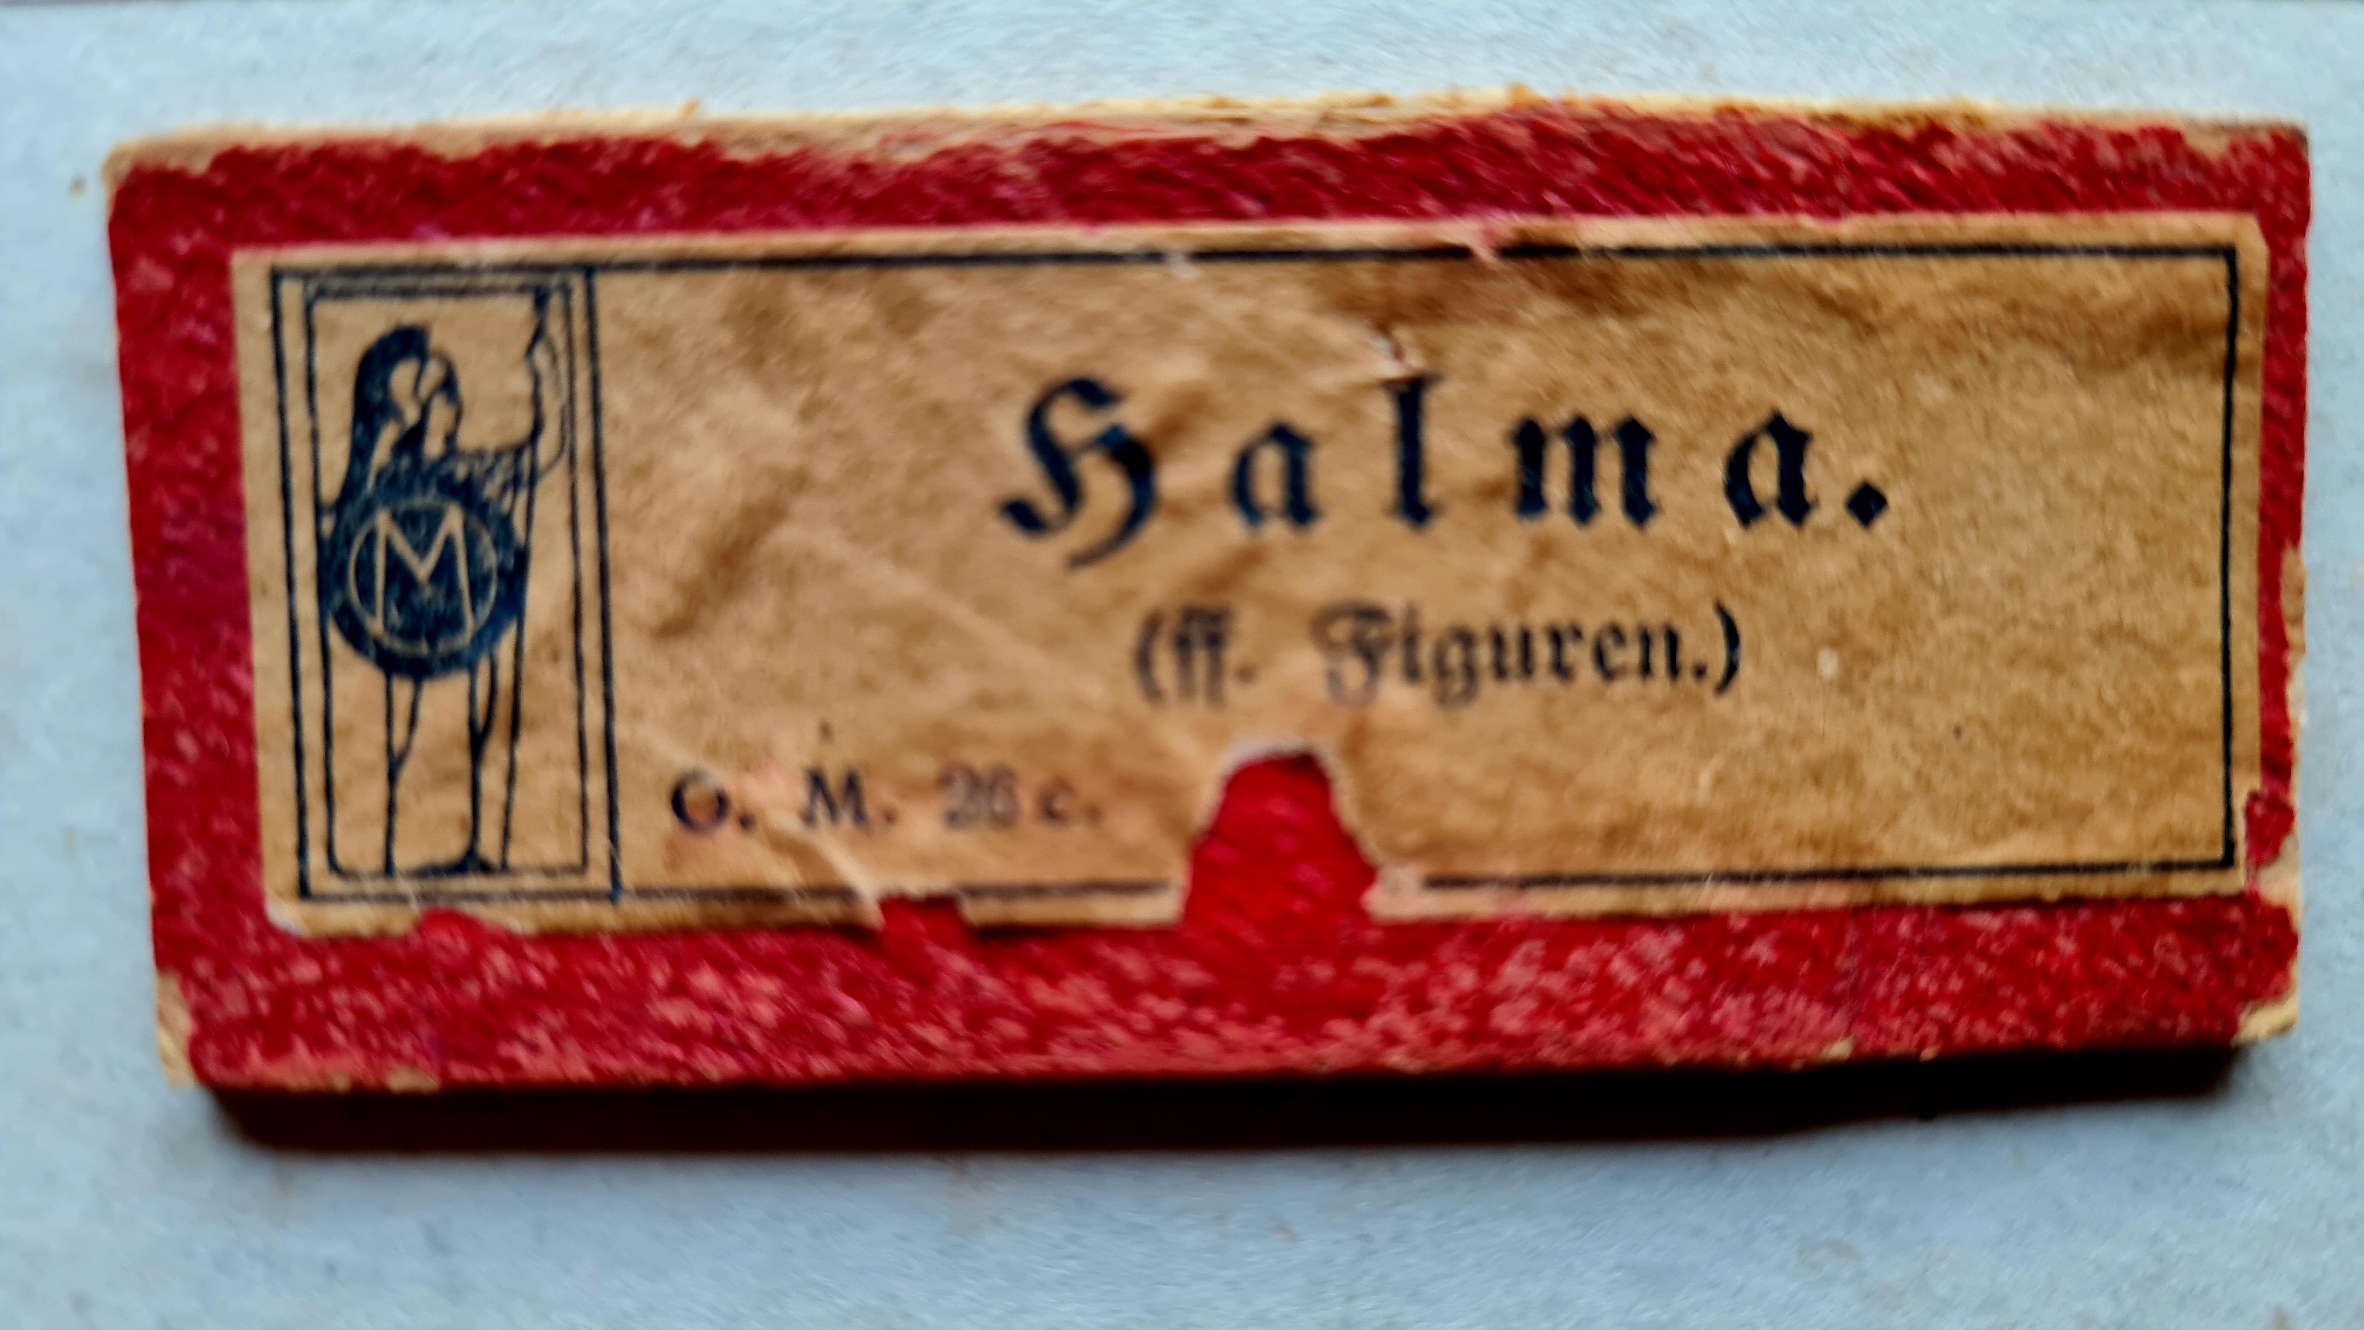 M
Halma.
(ff. Figuren.)
O. M. 26 c.